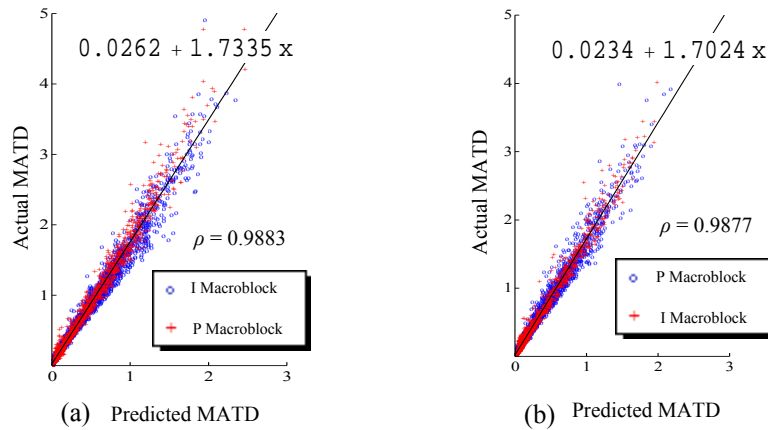 5
4
3
2
1
0
1
2
3
Actual MATD
0.0262 + 1.7335 x
ρ = 0.9883
I Macroblock
P Macroblock
(a) Predicted MATD
5
4
3
2
1
0
1
2
3
Actual MATD
0.0234 + 1.7024 x
ρ = 0.9877
P Macroblock
I Macroblock
(b) Predicted MATD